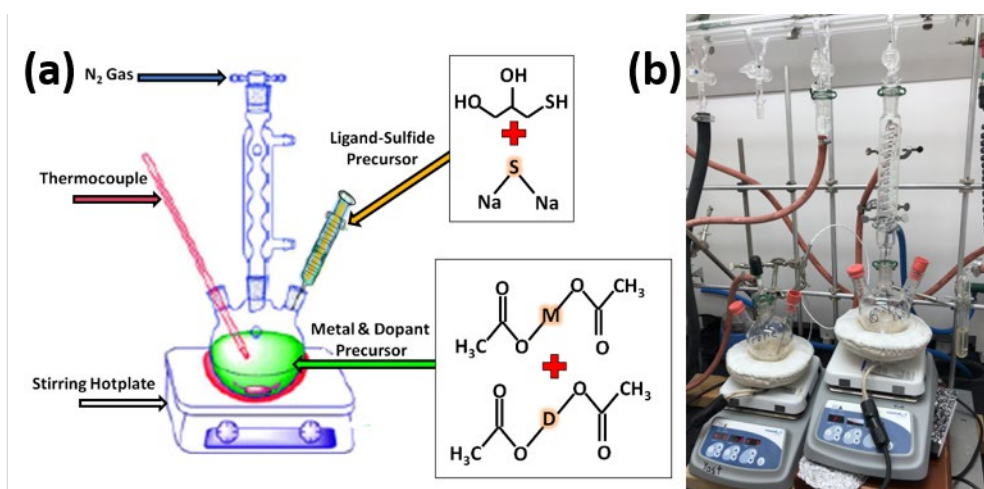 (a)
N₂ Gas
Thermocouple
Stirring Hotplate
Ligand-Sulfide
Precursor
Metal & Dopant
Precursor
OH
HO
SH
S
Na
Na
O
CH₃
O
M
H₃C
O
O
O
CH₃
O
D
H₃C
O
O
(b)